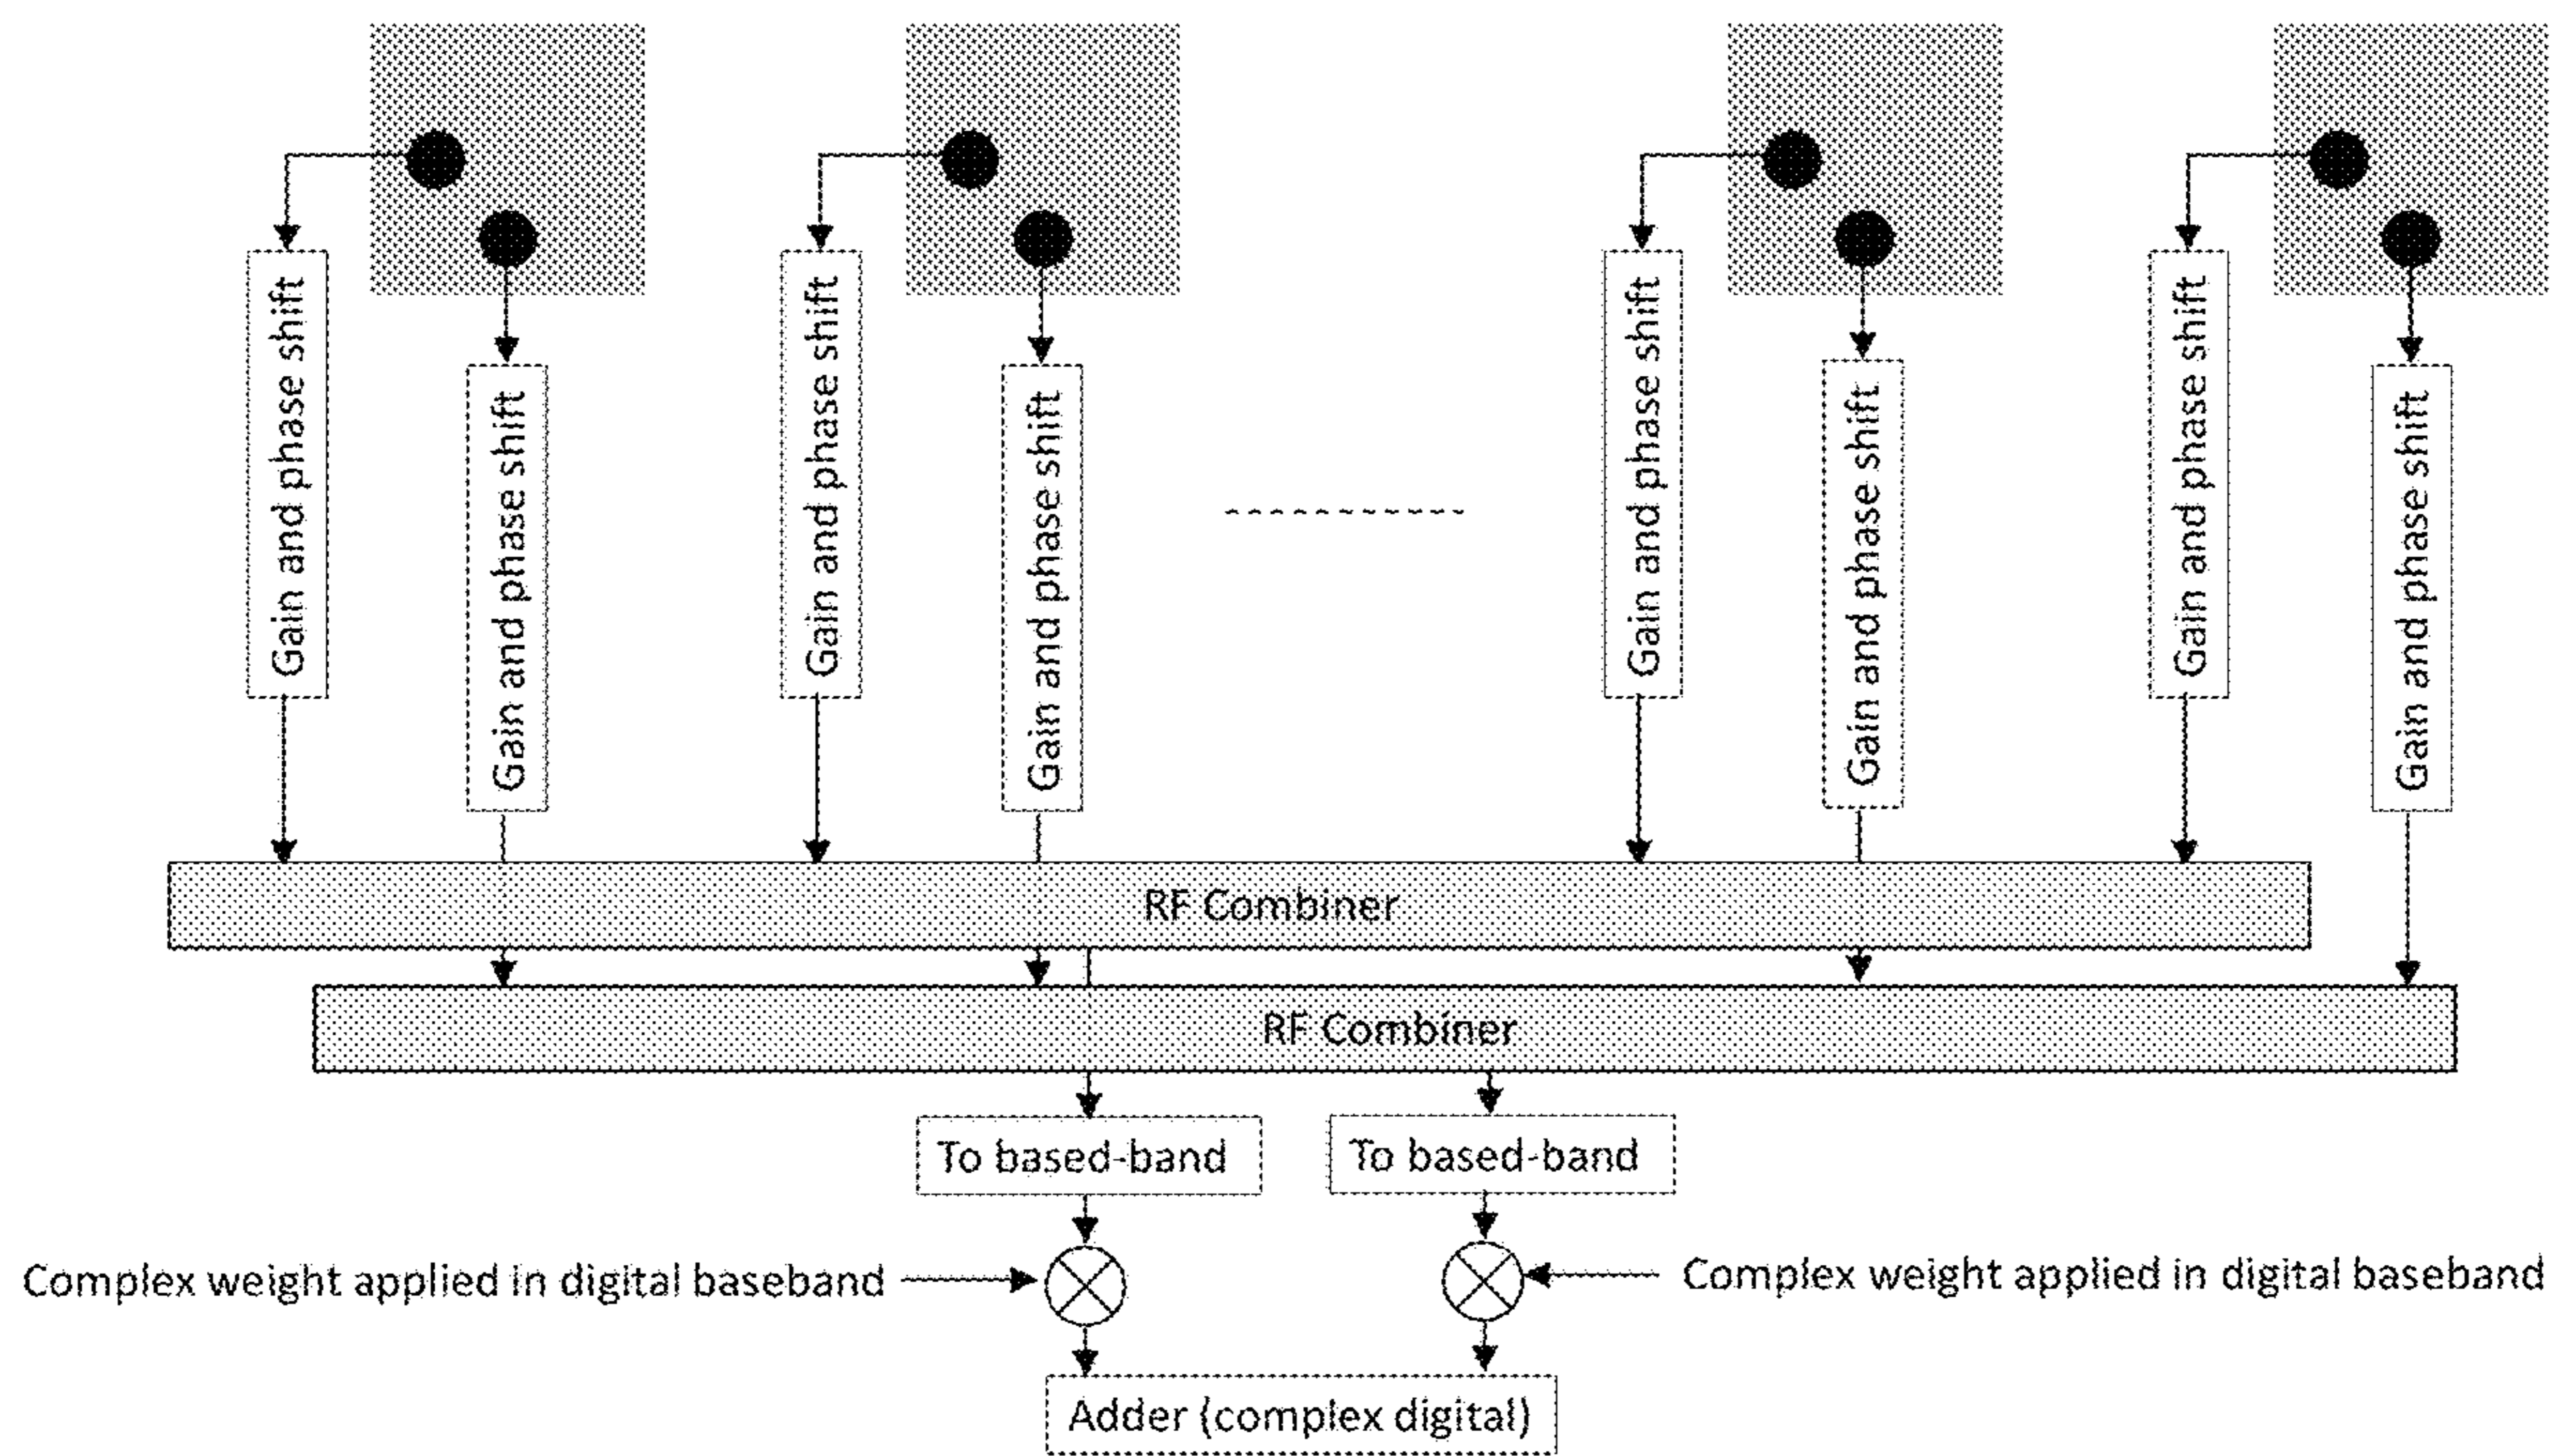 Gain and phase shift
Gain and phase shift
Gain and phase shift
Gain and phase shift
Gain and phase shift
Gain and phase shift
Gain and phase shift
Gain and phase shift
RF Combiner
RF Combiner
To based-band
To based-band
Complex weight applied in digital baseband
Complex weight applied in digital baseband
Adder (complex digital)